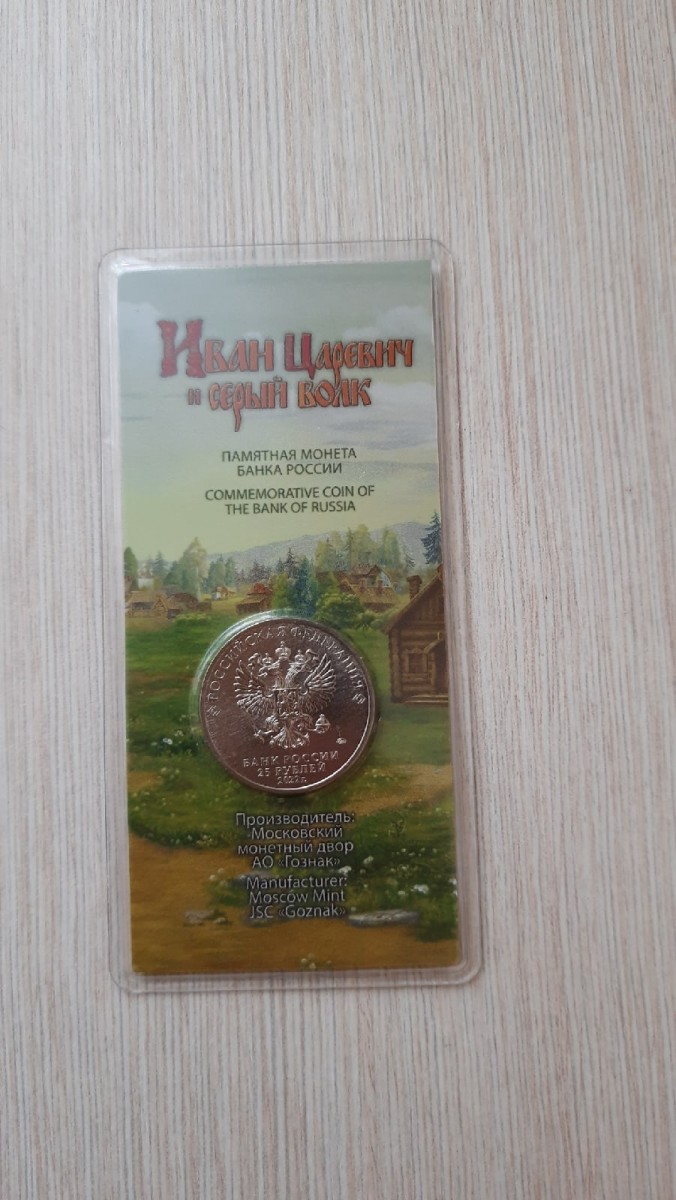 Иван Царевич
и серый волк
ПАМЯТНАЯ МОНЕТА
БАНКА РОССИИ
COMMEMORATIVE COIN OF
THE BANK OF RUSSIA
РОССИЙСКАЯ ФЕДЕРАЦИЯ
БАНК РОССИИ
25 РУБЛЕЙ
2022 г.
Производитель:
«Московский
монетный двор
АО «Гознак»
Manufacturer:
Moscow Mint
JSC «Goznak»